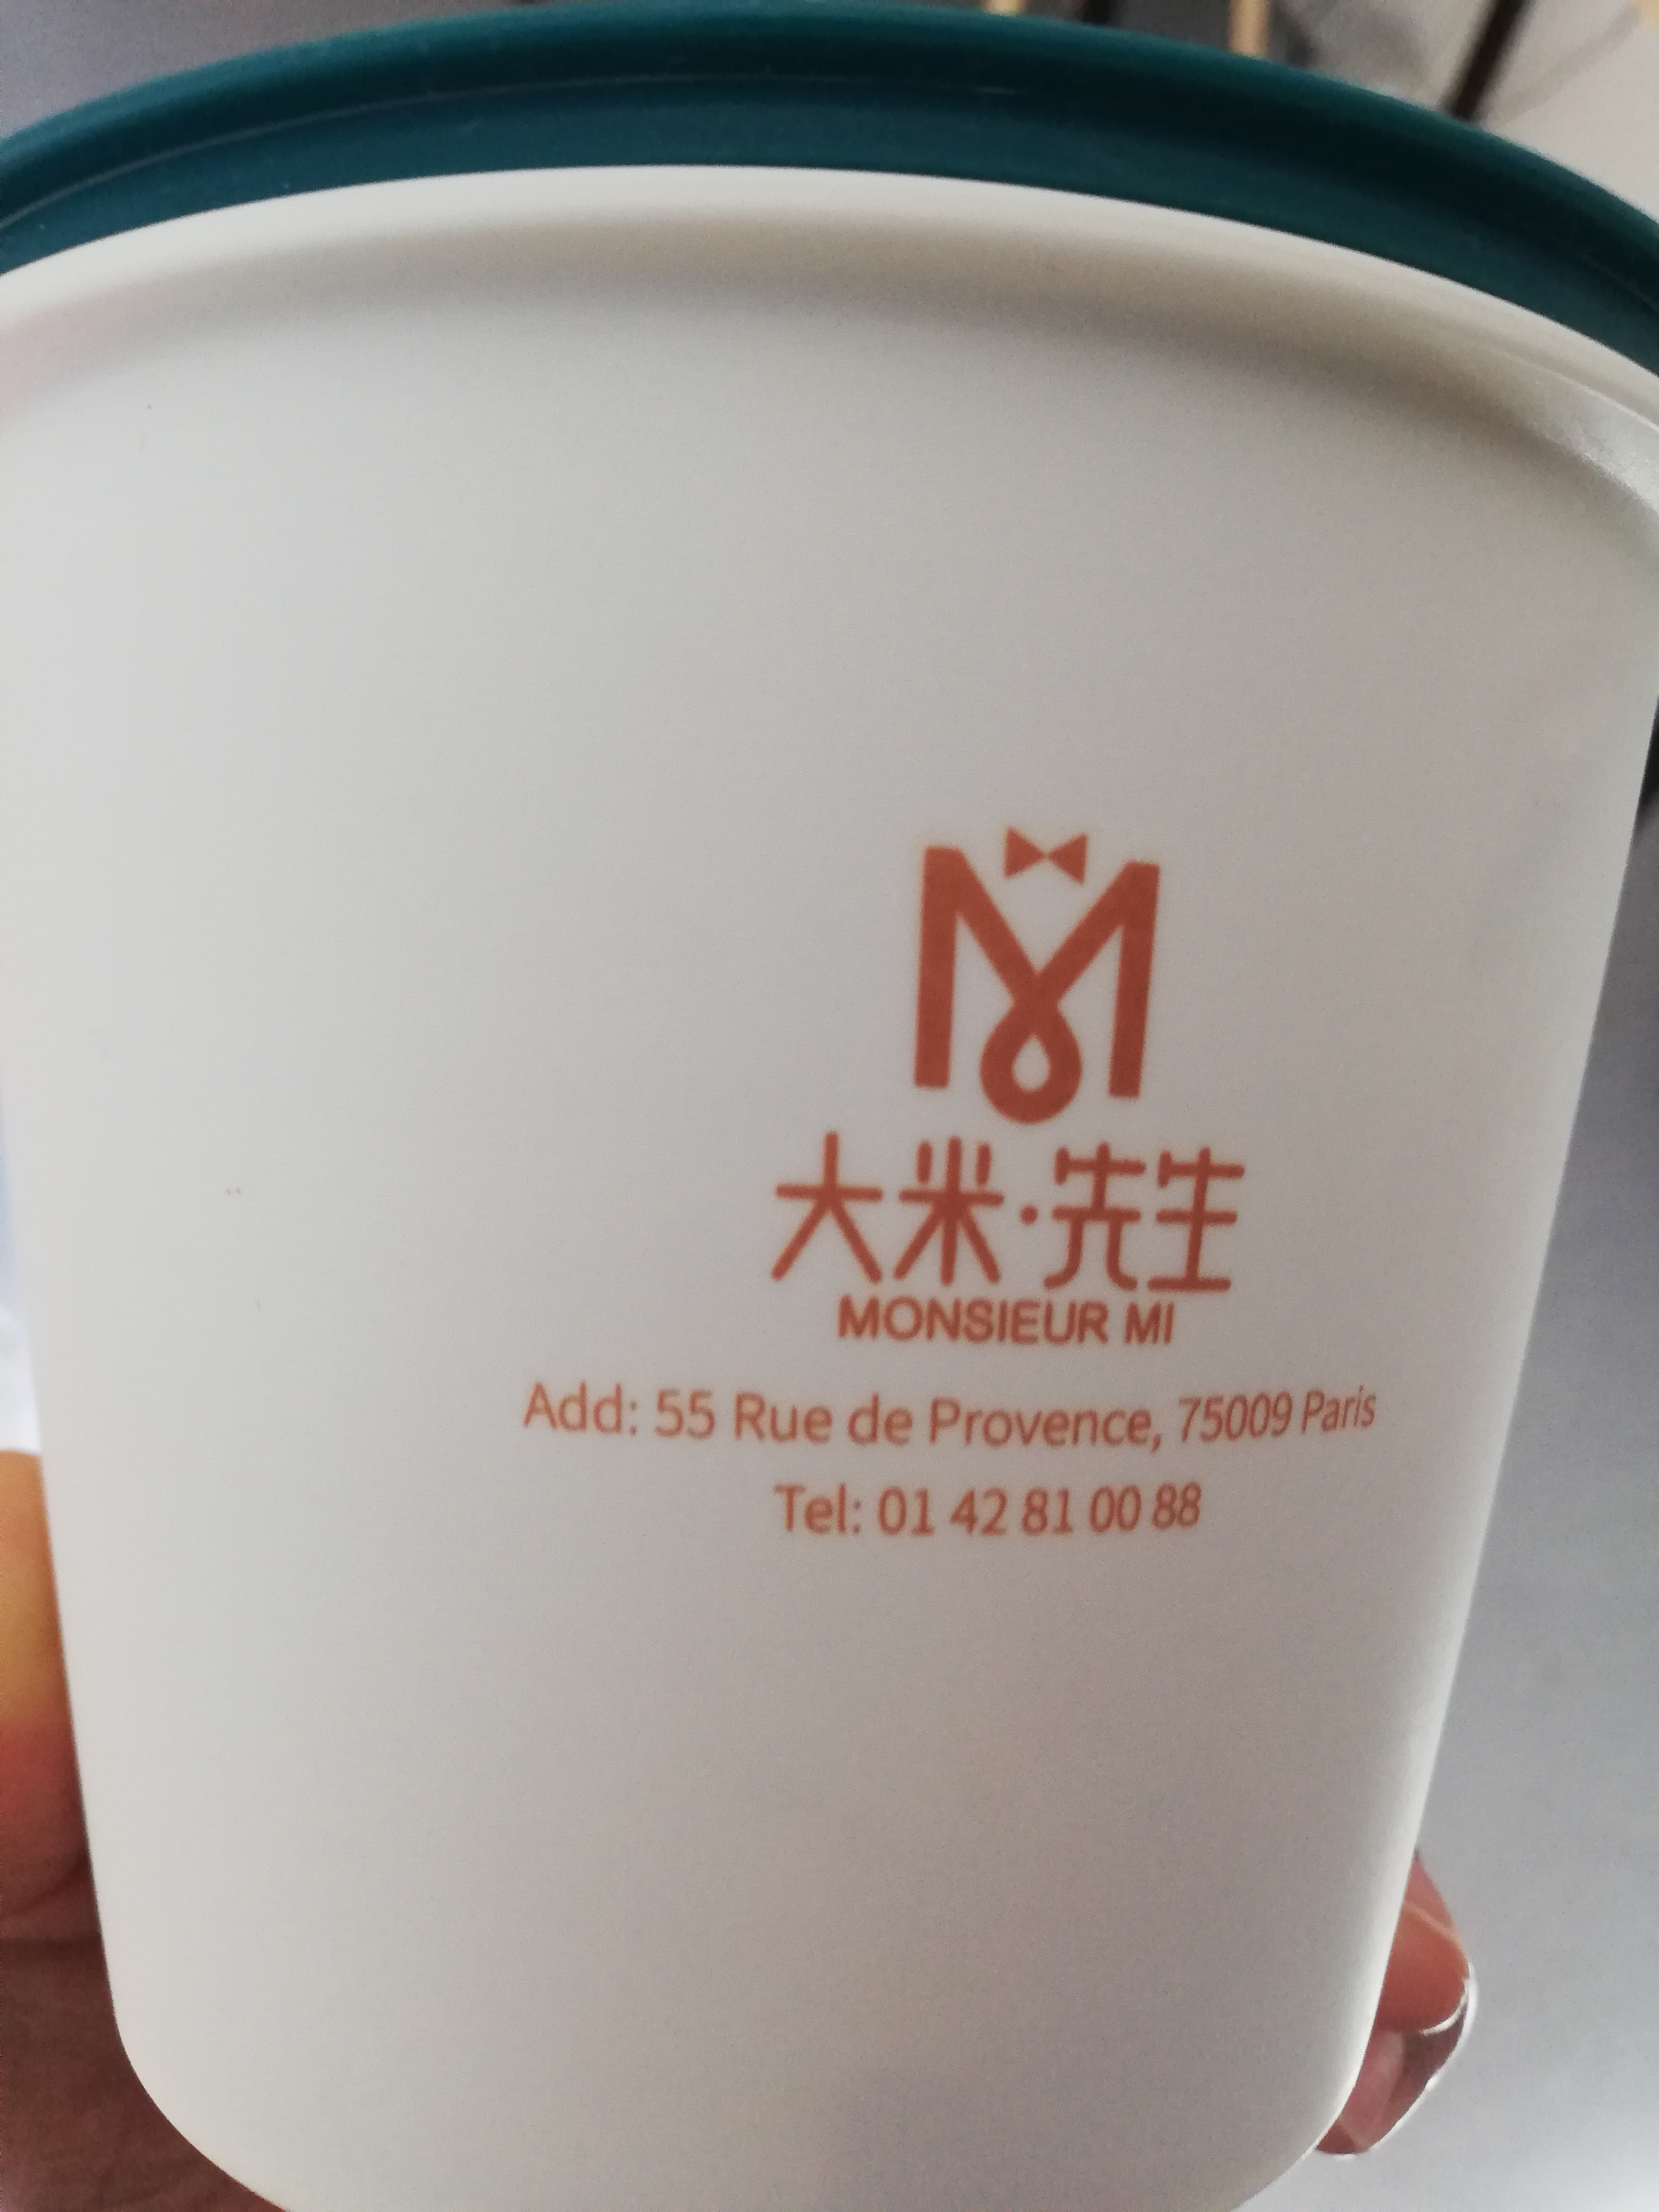 大米·先生
MONSIEUR MI
Add: 55 Rue de Provence, 75009 Paris
Tel: 01 42 81 00 88